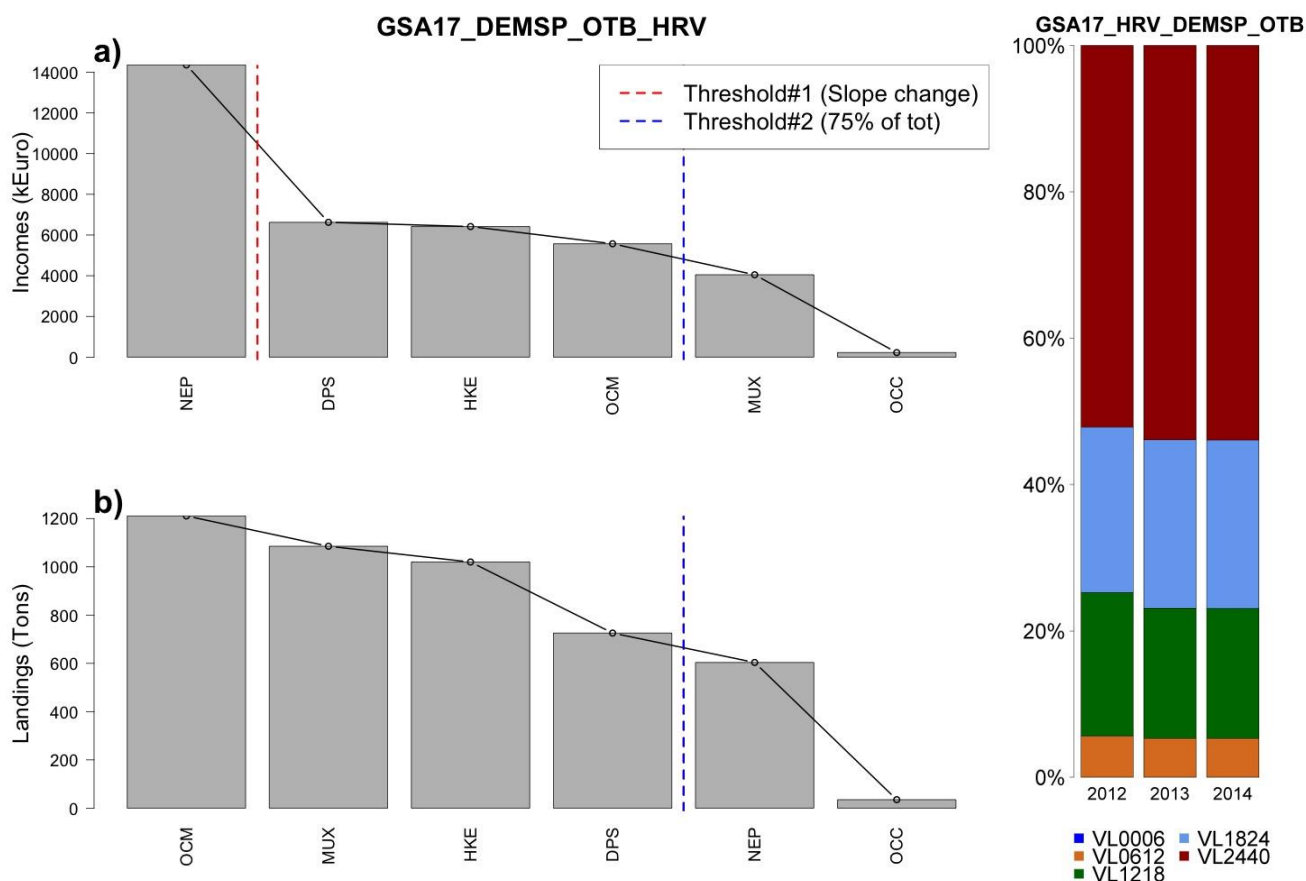 GSA17_DEMSP_OTB_HRV
a)
Threshold#1 (Slope change)
Threshold#2 (75% of tot)
Incomes (kEuro)
14000
12000
10000
8000
6000
4000
2000
0
NEP DPS HKE OCM MUX OCC
b)
Landings (Tons)
1200
1000
800
600
400
200
0
OCM MUX HKE DPS NEP OCC
GSA17_HRV_DEMSP_OTB
100%
80%
60%
40%
20%
0%
2012 2013 2014
VL0006 VL1824
VL0612 VL2440
VL1218